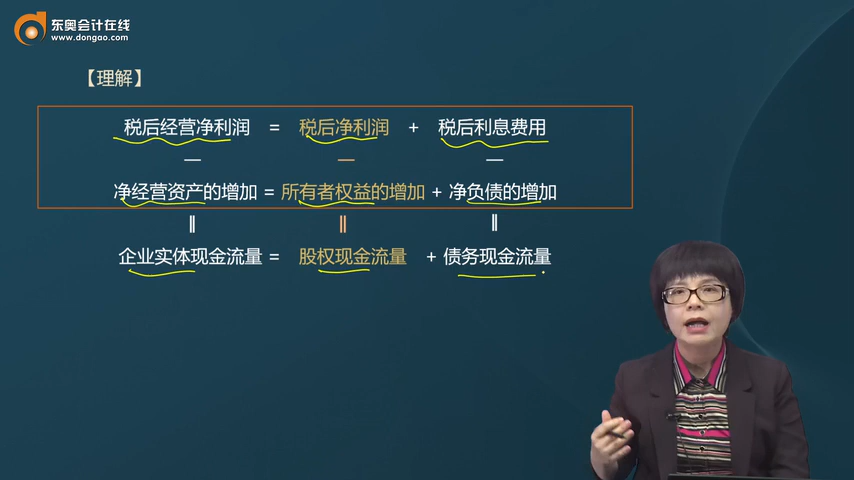 东奥会计在线
www.dongao.com
【理解】
税后经营净利润 = 税后净利润 + 税后利息费用
— — —
净经营资产的增加 = 所有者权益的增加 + 净负债的增加
‖ ‖ ‖
企业实体现金流量 = 股权现金流量 + 债务现金流量